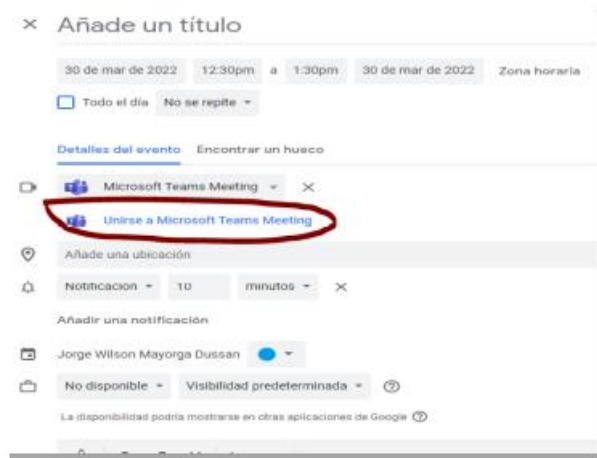 × Añade un título
30 de mar de 2022 12:30pm a 1:30pm 30 de mar de 2022 Zona horaria
Todo el día No se repite
Detalles del evento Encontrar un hueco
Microsoft Teams Meeting ×
Unirse a Microsoft Teams Meeting
Añade una ubicación
Notificación 10 minutos ×
Añadir una notificación
Jorge Wilson Mayorga Dussan
No disponible Visibilidad predeterminada ?
La disponibilidad podría mostrarse en otras aplicaciones de Google ?